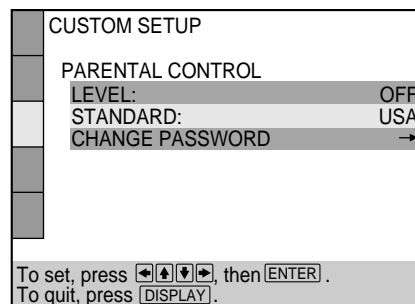 CUSTOM SETUP
PARENTAL CONTROL
LEVEL: OFF
STANDARD: USA
CHANGE PASSWORD →
To set, press ←↑↓→, then ENTER .
To quit, press DISPLAY .